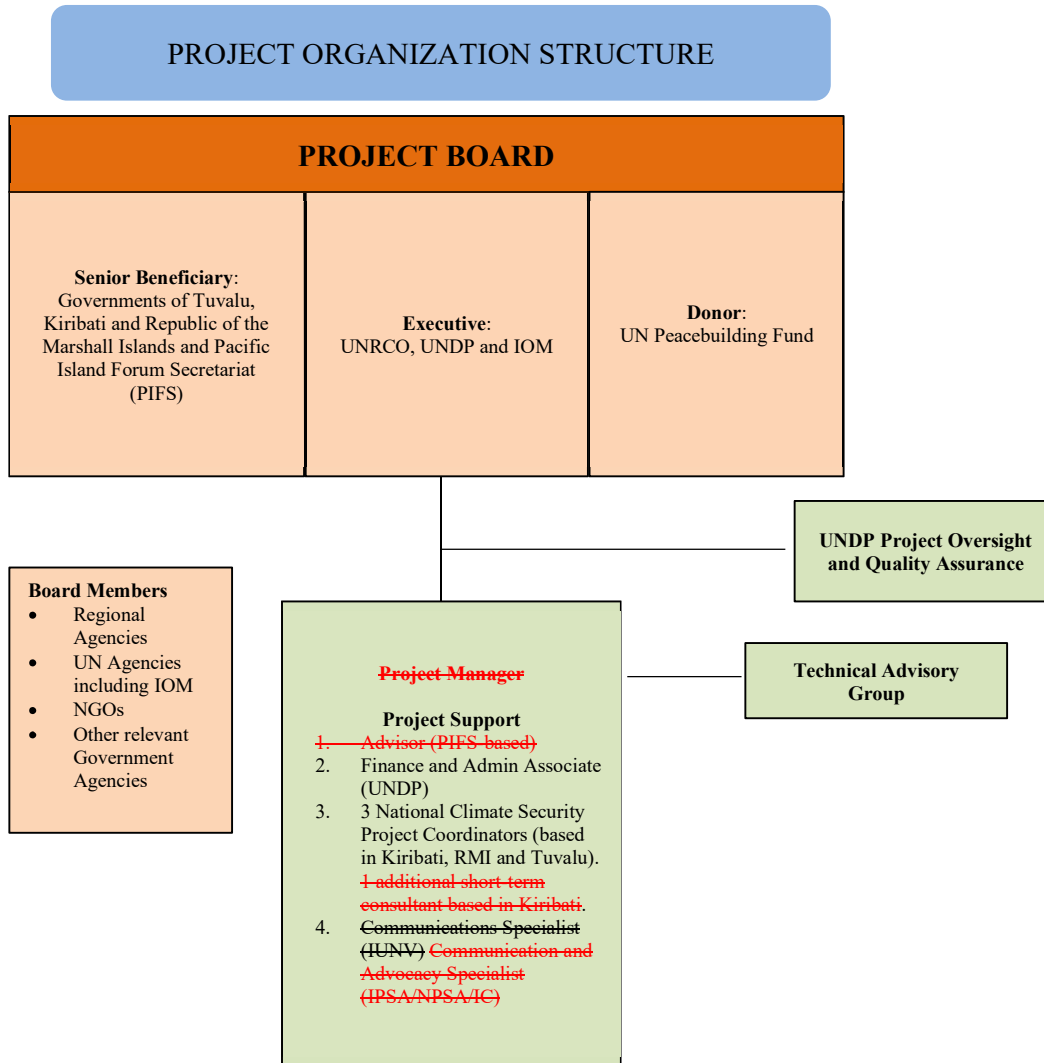 PROJECT ORGANIZATION STRUCTURE
PROJECT BOARD
Senior Beneficiary:
Governments of Tuvalu,
Kiribati and Republic of the
Marshall Islands and Pacific
Island Forum Secretariat
(PIFS)
Executive:
UNRCO, UNDP and IOM
Donor:
UN Peacebuilding Fund
UNDP Project Oversight
and Quality Assurance
Board Members
• Regional
Agencies
• UN Agencies
including IOM
• NGOs
• Other relevant
Government
Agencies
Project Manager
Project Support
1. Advisor (PIFS-based)
2. Finance and Admin Associate
(UNDP)
3. 3 National Climate Security
Project Coordinators (based
in Kiribati, RMI and Tuvalu).
1 additional short-term
consultant based in Kiribati.
4. Communications Specialist
(IUNV) Communication and
Advocacy Specialist
(IPSA/NPSA/IC)
Technical Advisory
Group